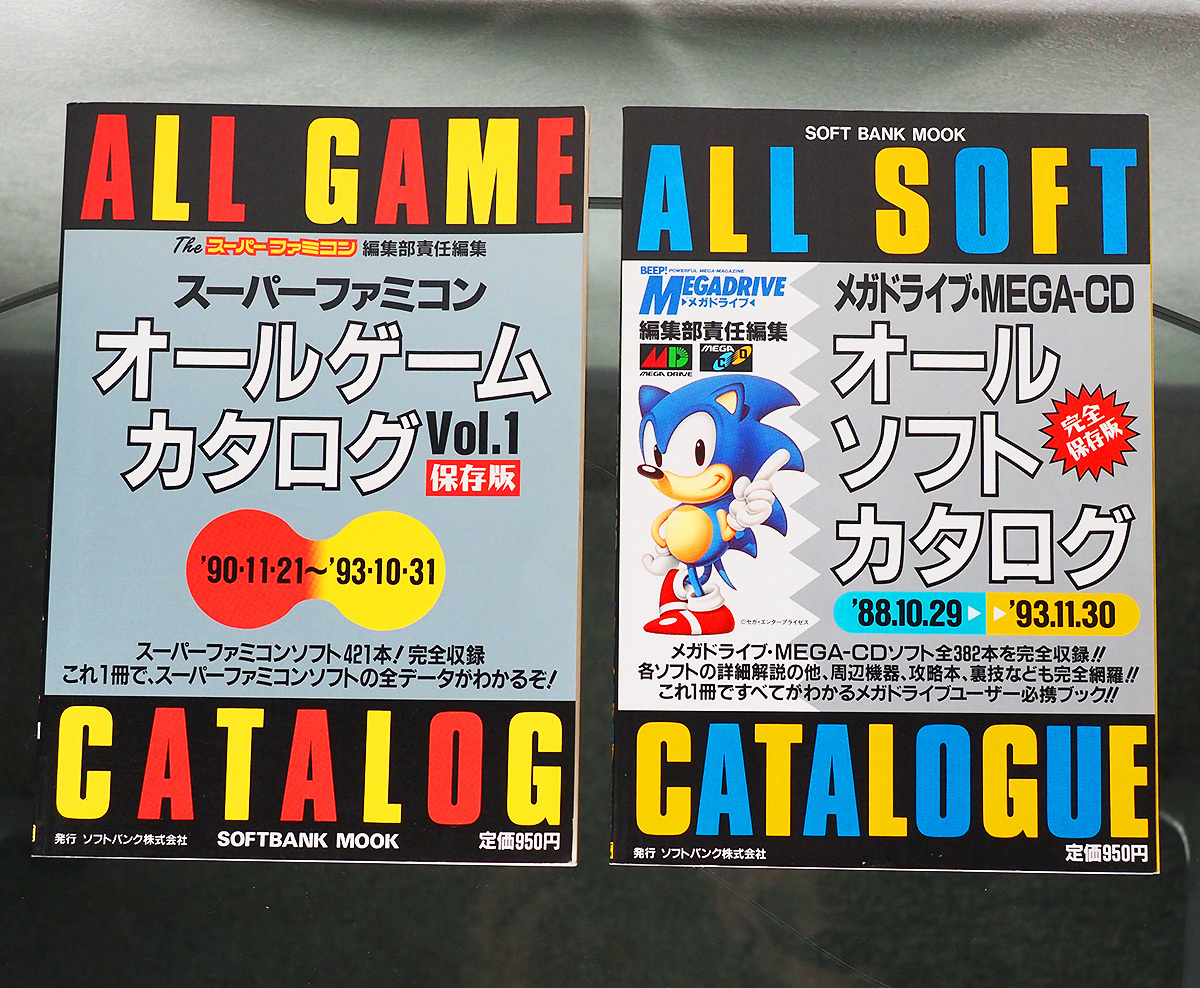 ALL GAME
The スーパーファミコン 編集部責任編集
スーパーファミコン
オールゲーム
カタログ Vol.1
保存版
'90・11・21〜'93・10・31
スーパーファミコンソフト421本! 完全収録
これ1冊で、スーパーファミコンソフトの全データがわかるぞ!
CATALOG
発行 ソフトバンク株式会社 SOFTBANK MOOK 定価950円
SOFT BANK MOOK
ALL SOFT
BEEP! POWERFUL MEGA-MAGAZINE
MEGADRIVE
メガドライブ
編集部責任編集
MD MEGA CD
MEGA DRIVE
メガドライブ・MEGA-CD
オール
ソフト
カタログ
完全
保存版
'88.10.29 '93.11.30
©セガ・エンタープライゼス
メガドライブ・MEGA-CDソフト全382本を完全収録!!
各ソフトの詳細解説の他、周辺機器、攻略本、裏技なども完全網羅!!
これ1冊ですべてがわかるメガドライブユーザー必携ブック!!
CATALOGUE
発行 ソフトバンク株式会社 定価950円